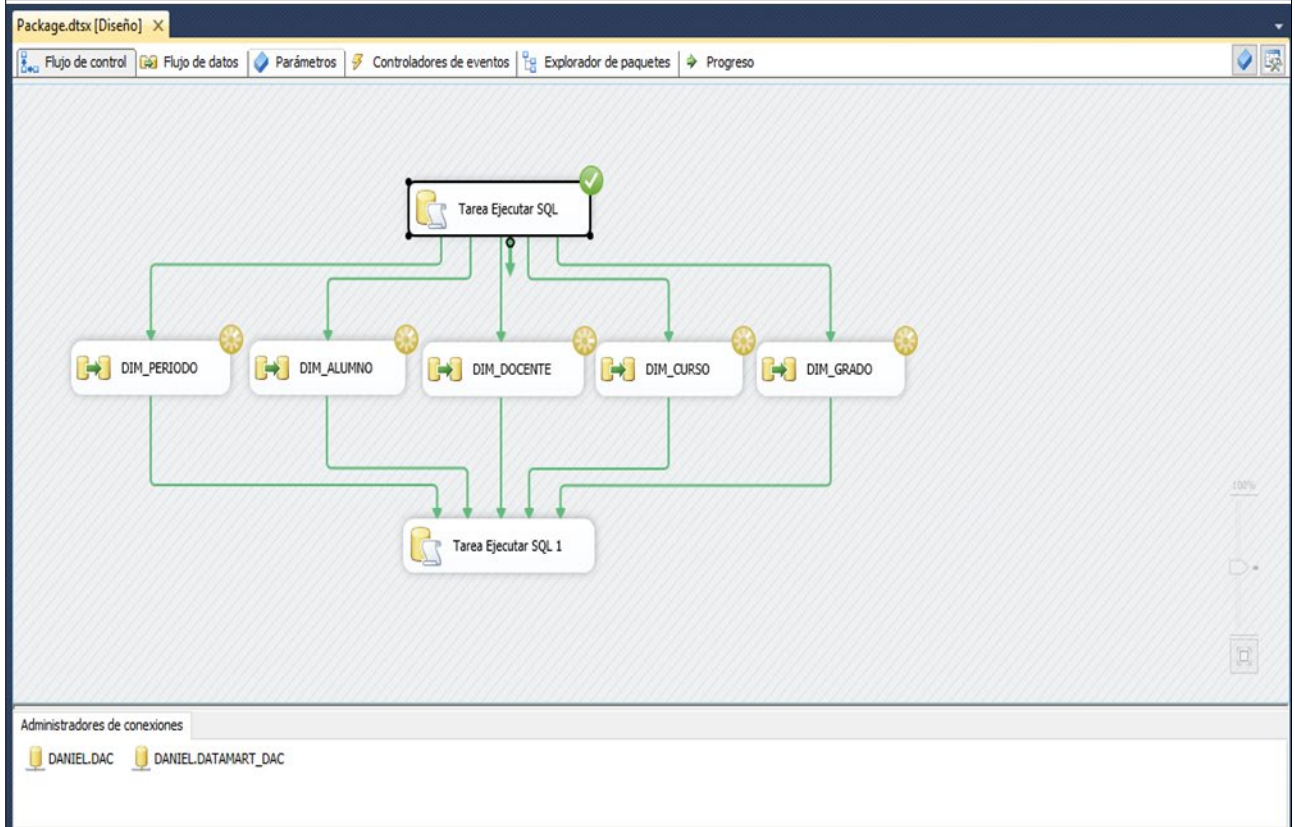 Package.dtsx [Diseño]
Flujo de control Flujo de datos Parámetros Controladores de eventos Explorador de paquetes Progreso
Tarea Ejecutar SQL
DIM_PERIODO DIM_ALUMNO DIM_DOCENTE DIM_CURSO DIM_GRADO
Tarea Ejecutar SQL 1
100%
Administradores de conexiones
DANIEL.DAC DANIEL.DATAMART_DAC